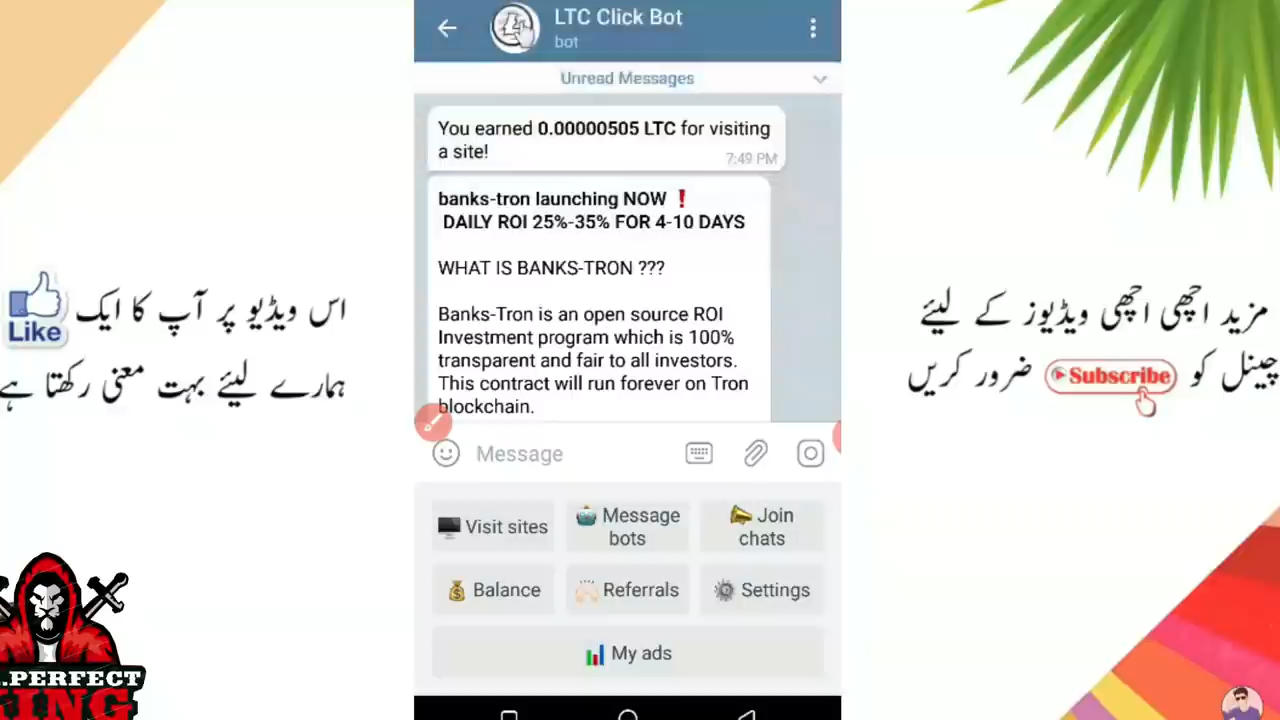 LTC Click Bot
bot
Unread Messages
You earned 0.00000505 LTC for visiting
a site!
7:49 PM
banks-tron launching NOW❗
DAILY ROI 25%-35% FOR 4-10 DAYS
WHAT IS BANKS-TRON ???
Banks-Tron is an open source ROI
Investment program which is 100%
transparent and fair to all investors.
This contract will run forever on Tron
blockchain.
Message
Visit sites
Message
bots
Join
chats
Balance
Referrals
Settings
My ads
اس ویڈیو پر آپ کا ایک
Like
ہمارے لیئے بہت معنی رکھتا ہے
مزید اچھی اچھی ویڈیوز کے لیئے
چینل کو Subscribe ضرور کریں
.PERFECT
KING